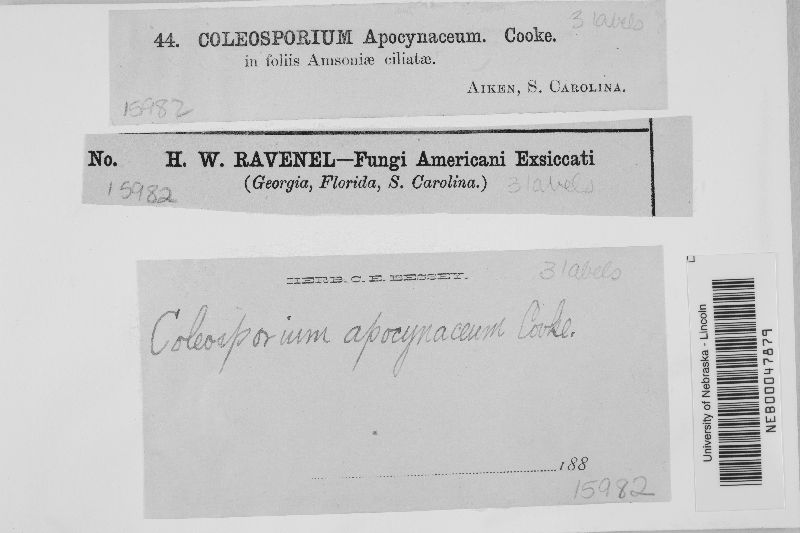 3 labels
44. COLEOSPORIUM Apocynaceum. Cooke.
in foliis Amsoniæ ciliatæ.
AIKEN, S. CAROLINA.
15982
No. H. W. RAVENEL—Fungi Americani Exsiccati
(Georgia, Florida, S. Carolina.)
15982 3 labels
HERB. C. E. BESSEY.
3 labels
Coleosporium apocynaceum Cooke.
188
15982
University of Nebraska - Lincoln
NEB00047879